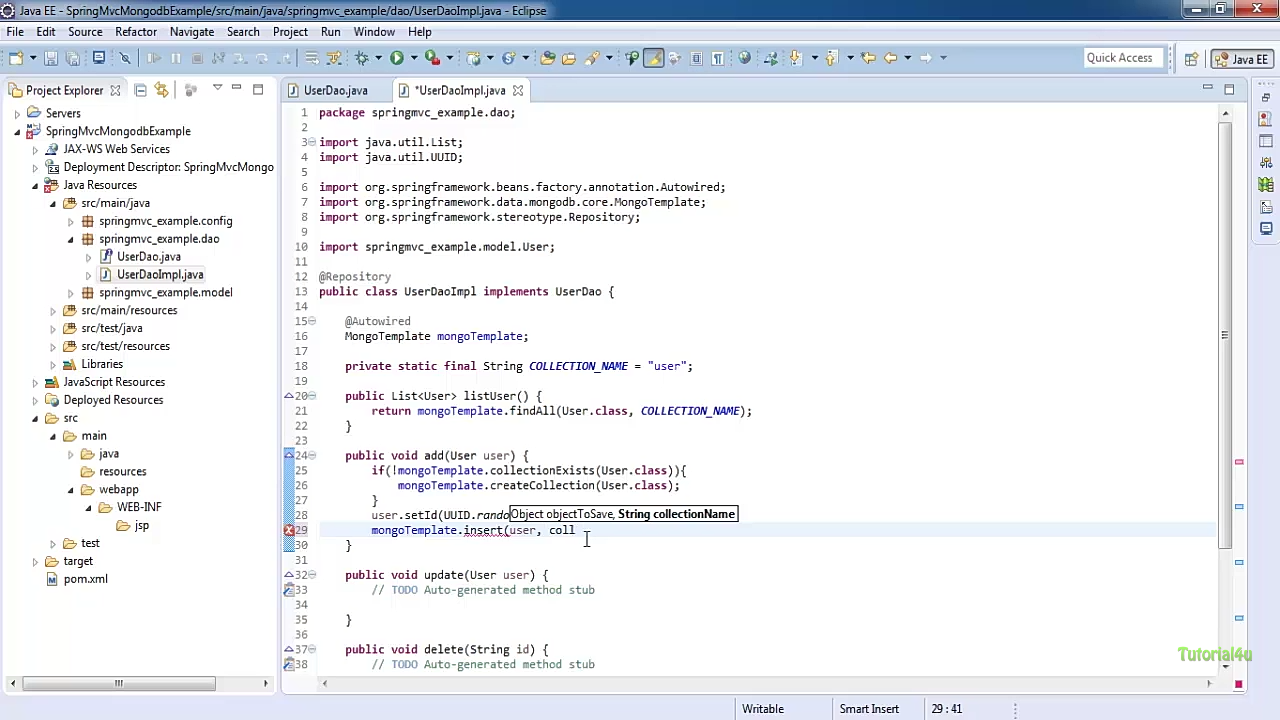 Java EE - SpringMvcMongodbExample/src/main/java/springmvc_example/dao/UserDaoImpl.java - Eclipse
File Edit Source Refactor Navigate Search Project Run Window Help
Quick Access
Java EE
Project Explorer
UserDao.java
*UserDaoImpl.java
Servers
SpringMvcMongodbExample
JAX-WS Web Services
Deployment Descriptor: SpringMvcMongo
Java Resources
src/main/java
springmvc_example.config
springmvc_example.dao
UserDao.java
UserDaoImpl.java
springmvc_example.model
src/main/resources
src/test/java
src/test/resources
Libraries
JavaScript Resources
Deployed Resources
src
main
java
resources
webapp
WEB-INF
jsp
test
target
pom.xml
1 package springmvc_example.dao;
2
3 import java.util.List;
4 import java.util.UUID;
5
6 import org.springframework.beans.factory.annotation.Autowired;
7 import org.springframework.data.mongodb.core.MongoTemplate;
8 import org.springframework.stereotype.Repository;
9
10 import springmvc_example.model.User;
11
12 @Repository
13 public class UserDaoImpl implements UserDao {
14
15 @Autowired
16 MongoTemplate mongoTemplate;
17
18 private static final String COLLECTION_NAME = "user";
19
20 public List<User> listUser() {
21 return mongoTemplate.findAll(User.class, COLLECTION_NAME);
22 }
23
24 public void add(User user) {
25 if(!mongoTemplate.collectionExists(User.class)){
26 mongoTemplate.createCollection(User.class);
27 }
28 user.setId(UUID.rando
Object objectToSave, String collectionName
29 mongoTemplate.insert(user, coll
30 }
31
32 public void update(User user) {
33 // TODO Auto-generated method stub
34
35 }
36
37 public void delete(String id) {
38 // TODO Auto-generated method stub
Tutorial4u
Writable
Smart Insert
29 : 41